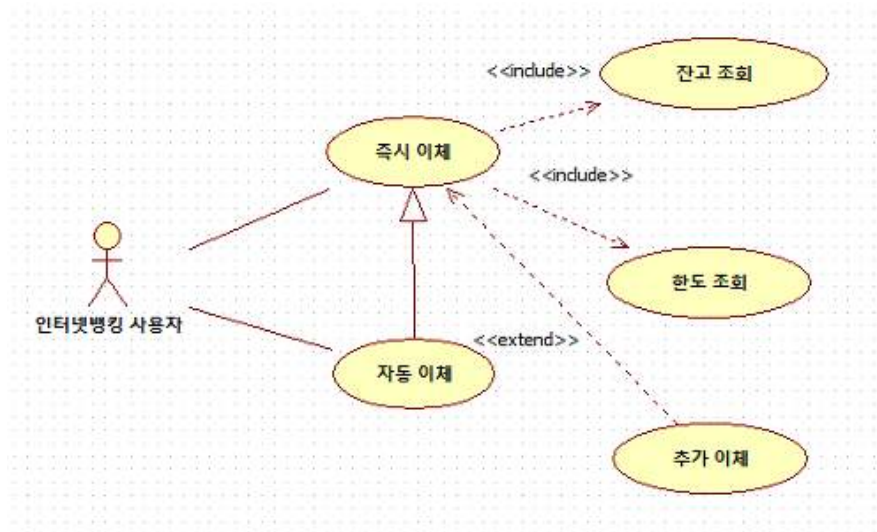 <<include>>
잔고 조회
즉시 이체
<<include>>
한도 조회
인터넷뱅킹 사용자
<<extend>>
자동 이체
추가 이체